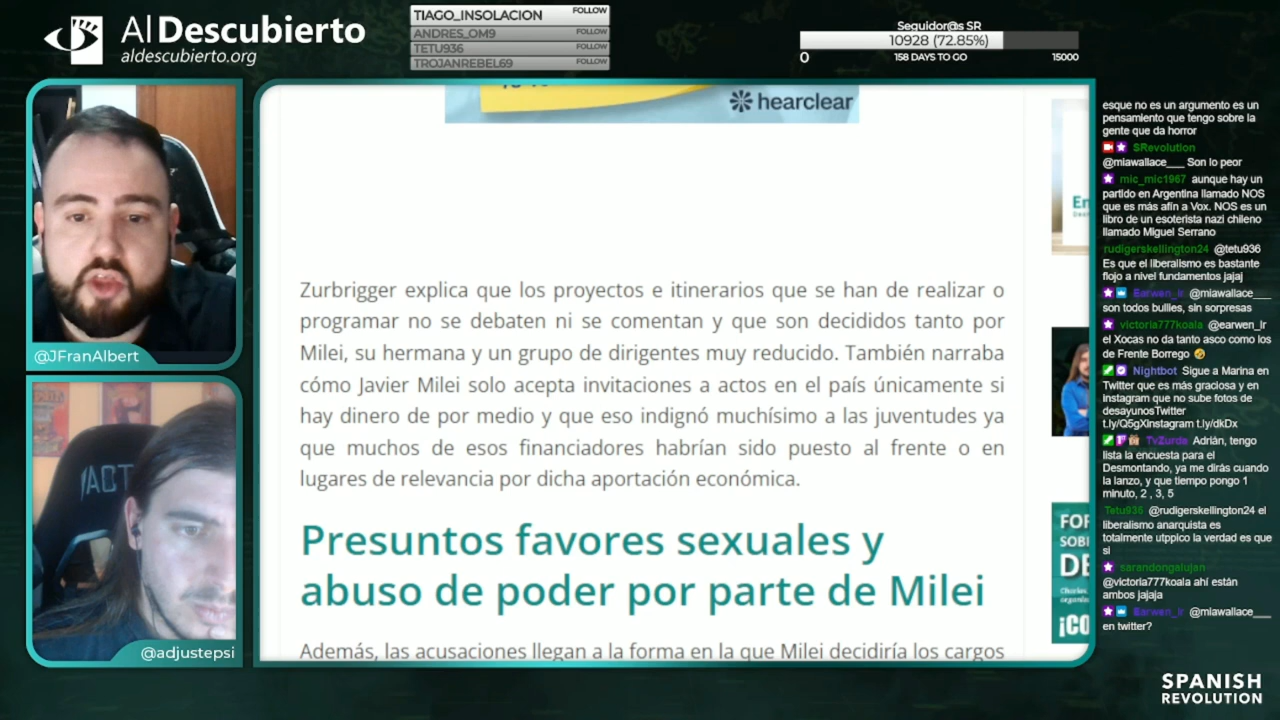 Al Descubierto
aldescubierto.org
TIAGO_INSOLACION FOLLOW
ANDRES_OM9 FOLLOW
TETU936 FOLLOW
TROJANREBEL69 FOLLOW
Seguidor@s SR
10928 (72.85%)
0 158 DAYS TO GO 15000
@JFranAlbert
@adjustepsi
hearclear
Zurbrigger explica que los proyectos e itinerarios que se han de realizar o
programar no se debaten ni se comentan y que son decididos tanto por
Milei, su hermana y un grupo de dirigentes muy reducido. También narraba
cómo Javier Milei solo acepta invitaciones a actos en el país únicamente si
hay dinero de por medio y que eso indignó muchísimo a las juventudes ya
que muchos de esos financiadores habrían sido puesto al frente o en
lugares de relevancia por dicha aportación económica.
Presuntos favores sexuales y
abuso de poder por parte de Milei
Además, las acusaciones llegan a la forma en la que Milei decidiría los cargos
En
FOR
SOB
DE
¡CO
esque no es un argumento es un
pensamiento que tengo sobre la
gente que da horror
SRevolution
@miawallace___ Son lo peor
mic_mic1967 aunque hay un
partido en Argentina llamado NOS
que es más afín a Vox. NOS es un
libro de un esoterista nazi chileno
llamado Miguel Serrano
rudigerskellington24 @tetu936
Es que el liberalismo es bastante
flojo a nivel fundamentos jajaj
Earwen_ir @miawallace___
son todos bullies, sin sorpresas
victoria777koala @earwen_ir
el Xocas no da tanto asco como los
de Frente Borrego
Nightbot Sigue a Marina en
Twitter que es más graciosa y en
Instagram que no sube fotos de
desayunosTwitter
t.ly/Q5gXInstagram t.ly/dkDx
TvZurda Adrián, tengo
lista la encuesta para el
Desmontando, ya me dirás cuando
la lanzo, y que tiempo pongo 1
minuto, 2 , 3, 5
Tetu936 @rudigerskellington24 el
liberalismo anarquista es
totalmente utppico la verdad es que
si
sarandongalujan
@victoria777koala ahí están
ambos jajaja
Earwen_ir @miawallace___
en twitter?
SPANISH
REVOLUTION